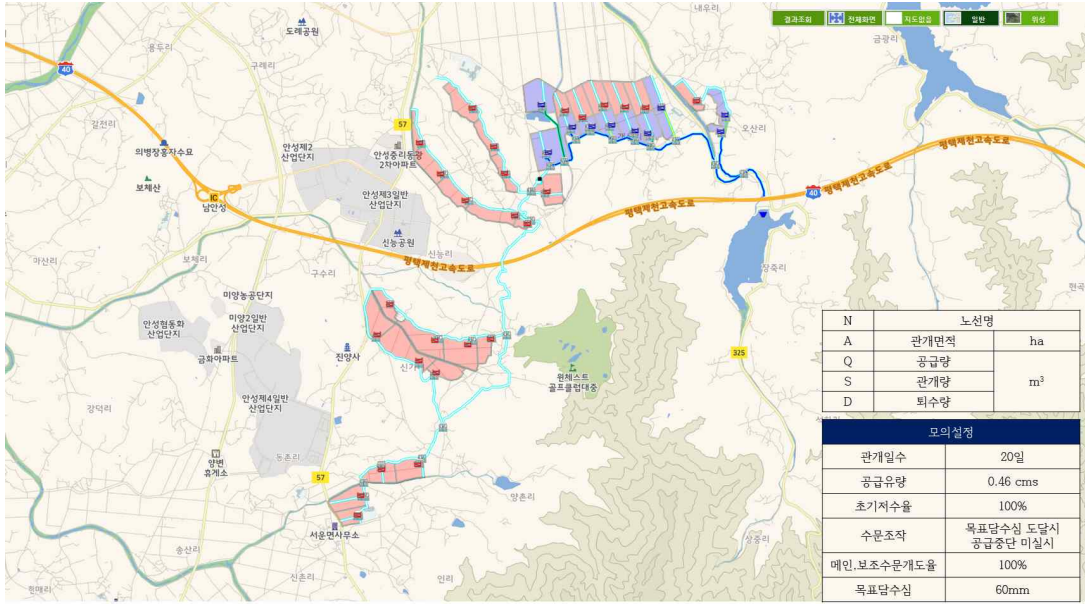 내우리
결과조회
전체화면
지도없음
일반
위성
도래공원
용두리
구래리
금광리
40
갈전리
57
의병장홍자수묘
안성제2
산업단지
안성중리동광
2차아파트
오산리
평택제천고속도로
보체산
IC
남안성
안성제3일반
산업단지
40
평택제천고속도로
신능공원
마산리
보체리
신능리
평택제천고속도로
구수리
장죽리
현곡
미양농공단지
안성협동화
산업단지
미양2일반
산업단지
금화아파트
진양사
신기
325
윈체스트
골프클럽대중
강덕리
안성제4일반
산업단지
양변
휴게소
동촌리
57
양촌리
서운면사무소
송산리
신촌리
인리
상중리
N 노선명
A 관개면적 ha
Q 공급량
S 관개량 m³
D 퇴수량
모의설정
관개일수 20일
공급유량 0.46 cms
초기저수율 100%
수문조작 목표담수심 도달시
공급중단 미실시
메인,보조수문개도율 100%
목표담수심 60mm